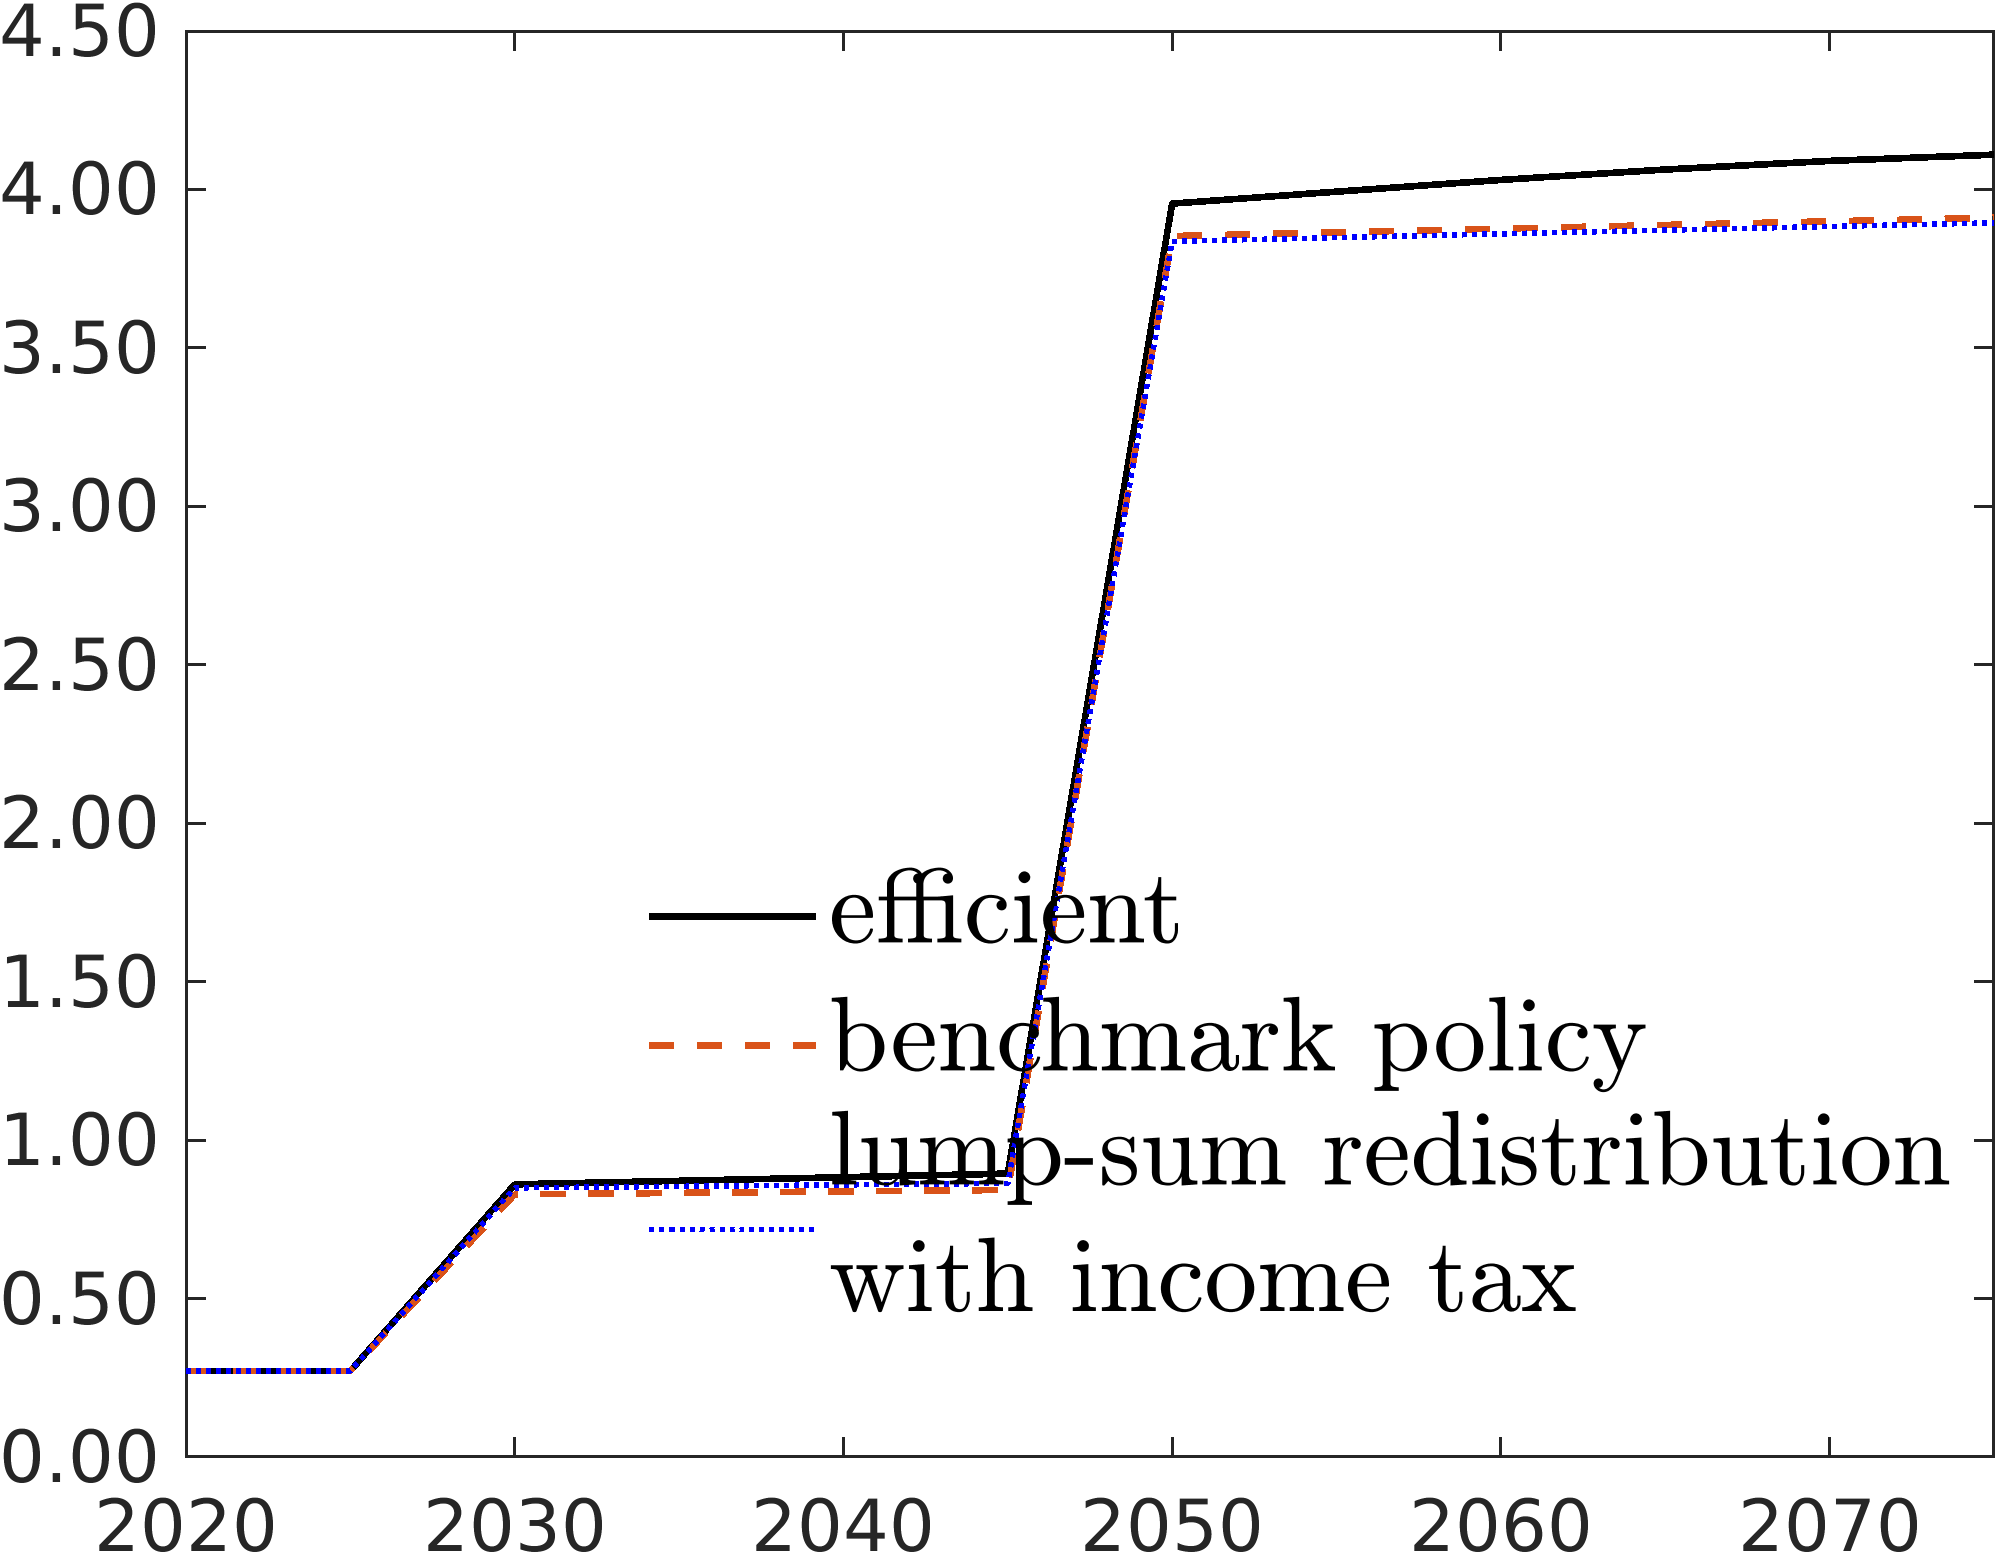 4.50
4.00
3.50
3.00
2.50
2.00
1.50
1.00
0.50
0.00
efficient
benchmark policy
lump-sum redistribution
with income tax
2020 2030 2040 2050 2060 2070